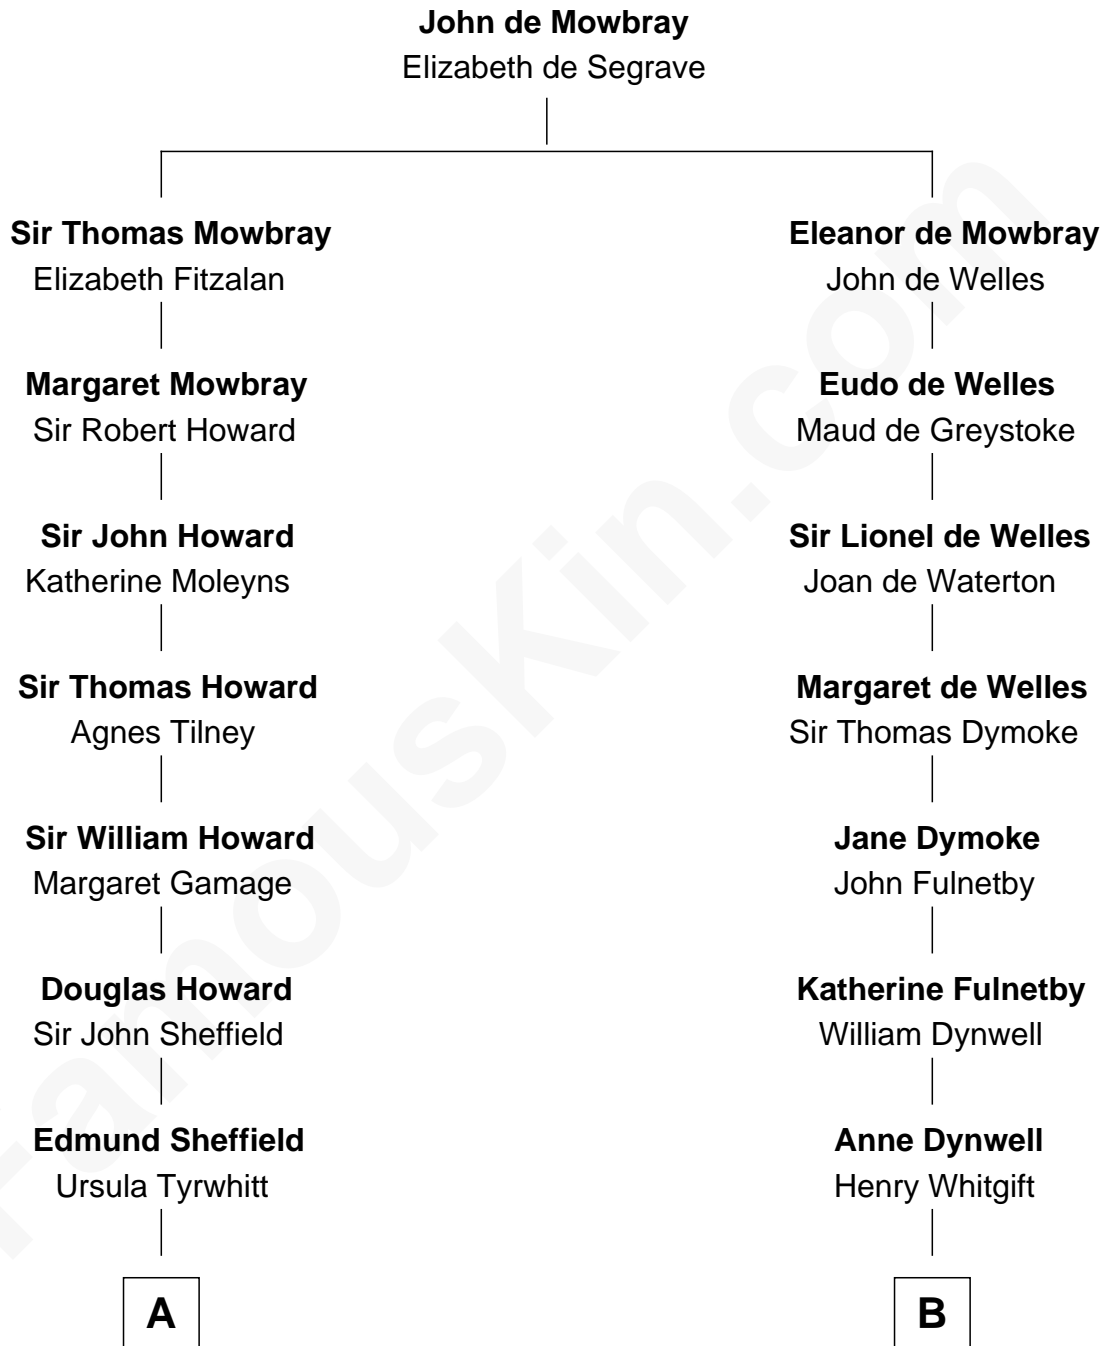 John de Mowbray
Elizabeth de Segrave
Sir Thomas Mowbray
Elizabeth Fitzalan
Eleanor de Mowbray
John de Welles
Margaret Mowbray
Sir Robert Howard
Eudo de Welles
Maud de Greystoke
Sir John Howard
Katherine Moleyns
Sir Lionel de Welles
Joan de Waterton
Sir Thomas Howard
Agnes Tilney
Margaret de Welles
Sir Thomas Dymoke
Sir William Howard
Margaret Gamage
Jane Dymoke
John Fulnetby
Douglas Howard
Sir John Sheffield
Katherine Fulnetby
William Dynwell
Edmund Sheffield
Ursula Tyrwhitt
Anne Dynwell
Henry Whitgift
A
B
FamousKin.com